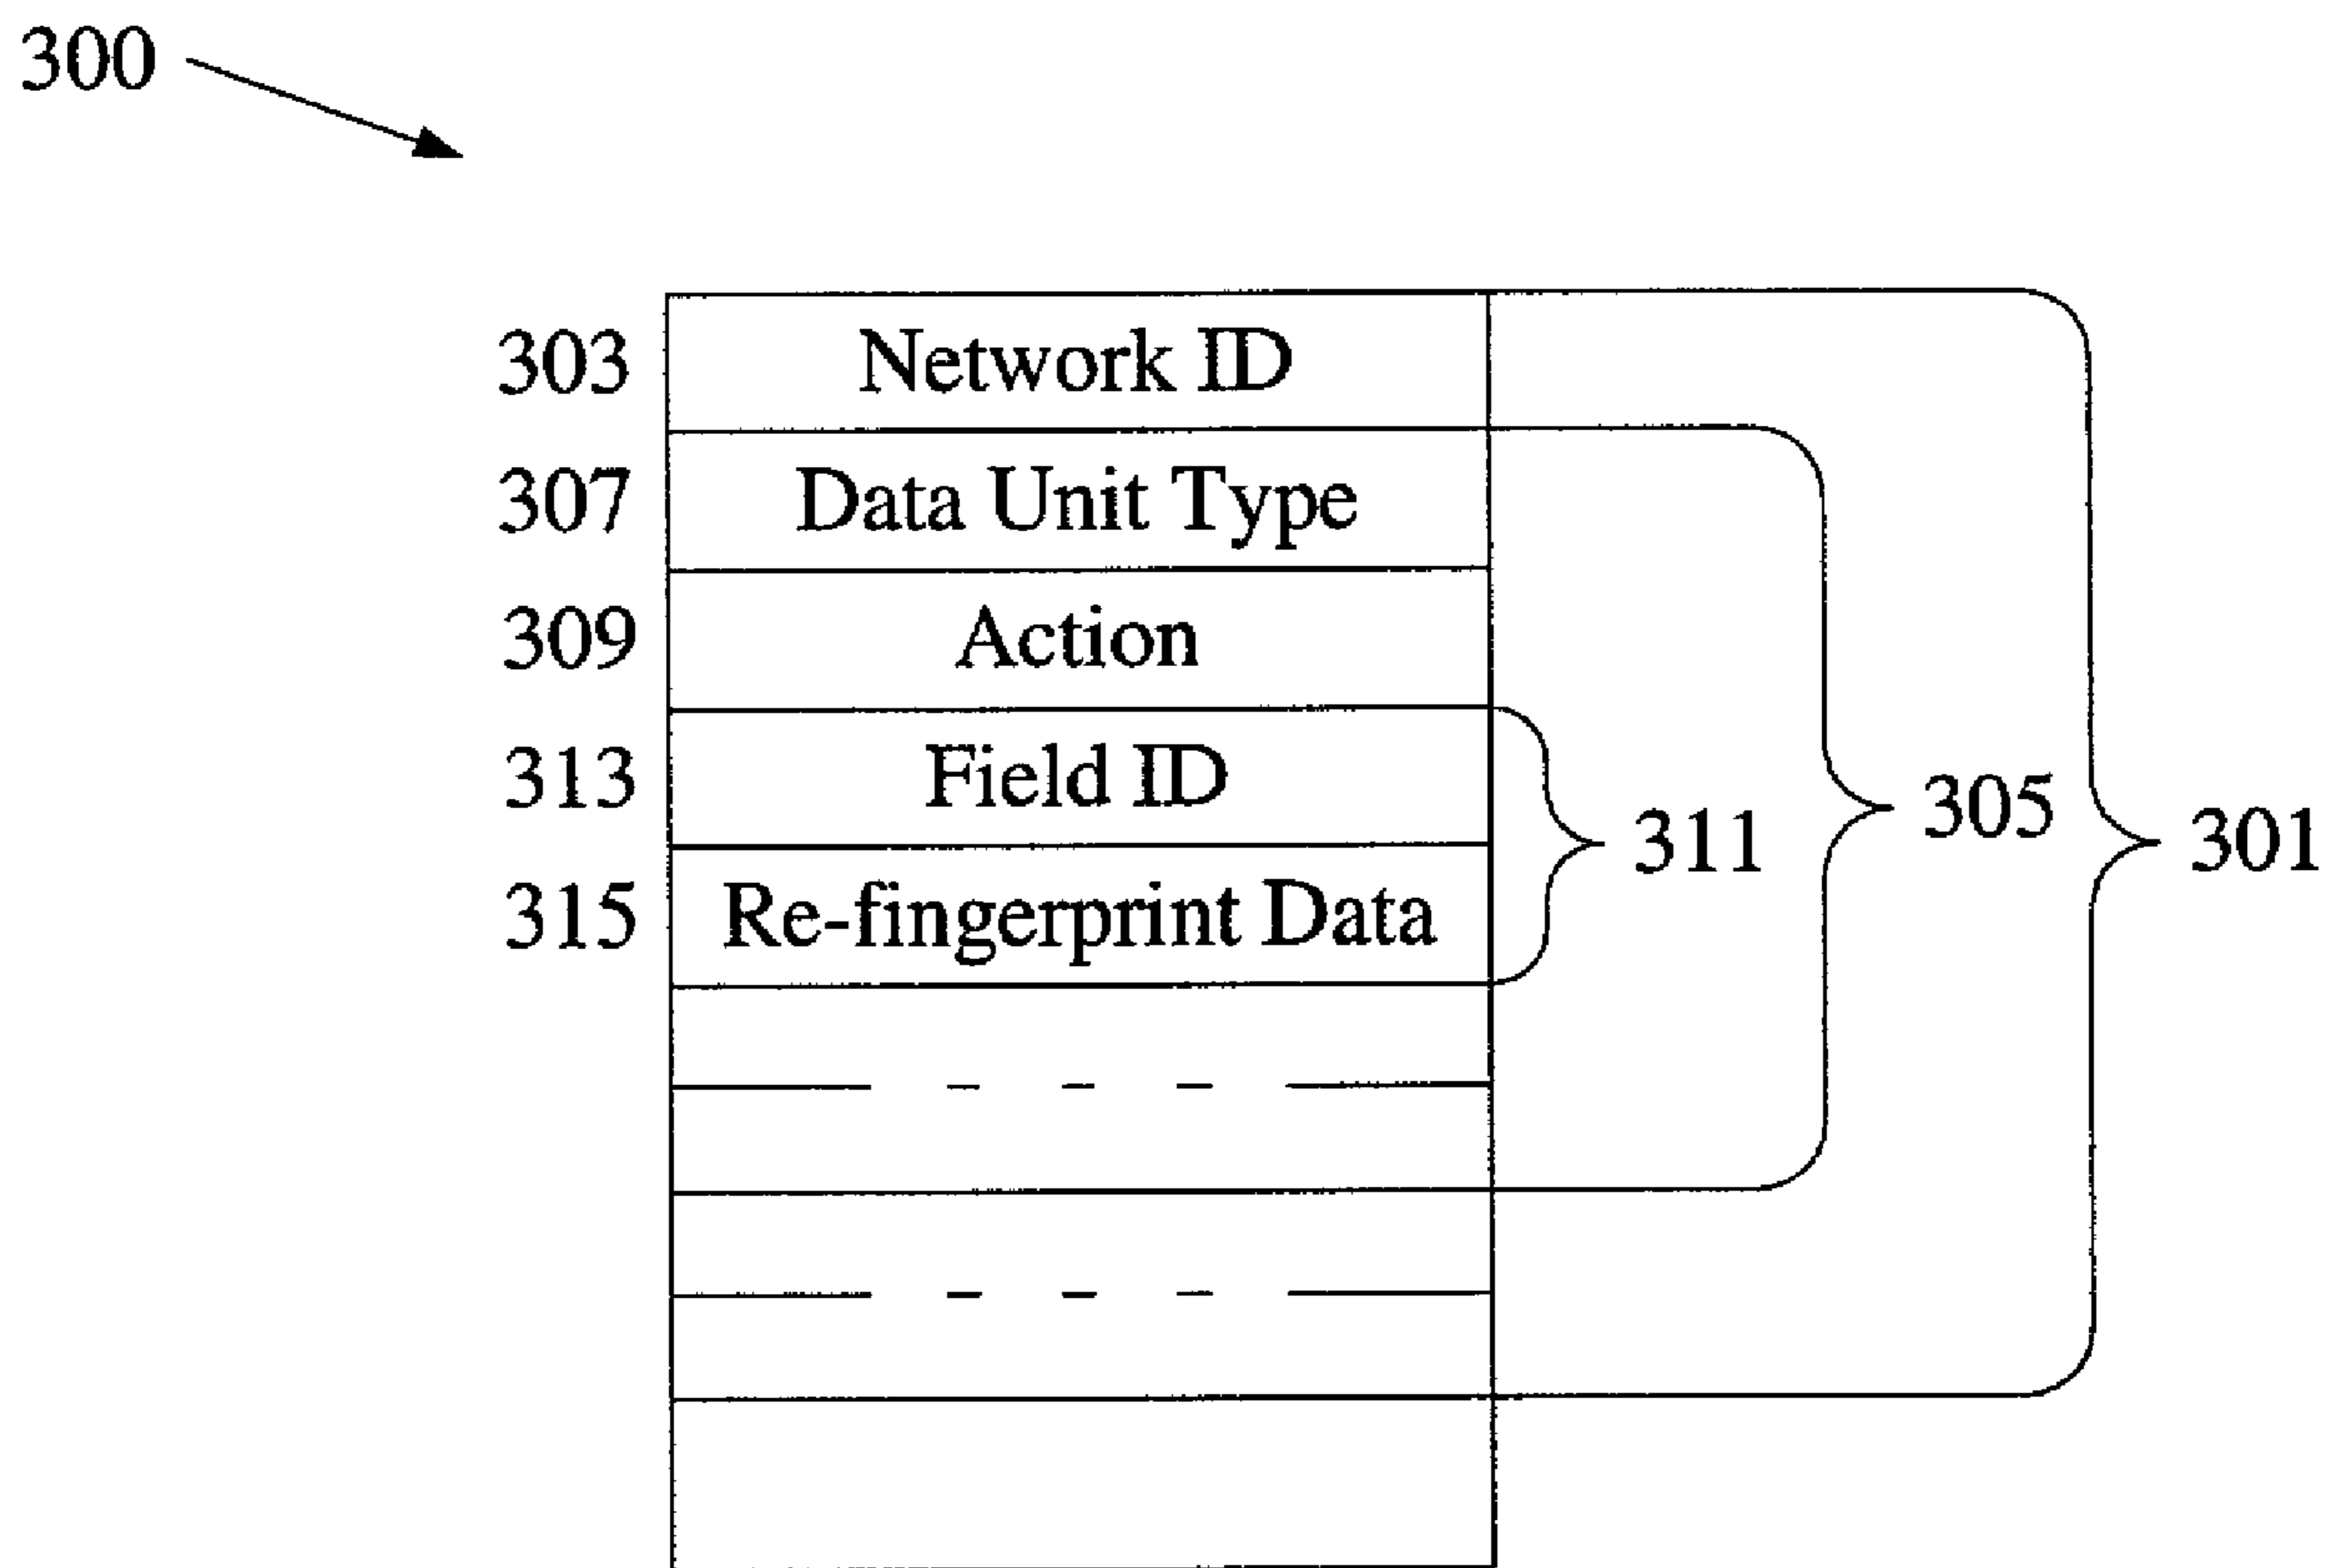 300
303 Network ID
307 Data Unit Type
309 Action
313 Field ID
315 Re-fingerprint Data
311
305
301